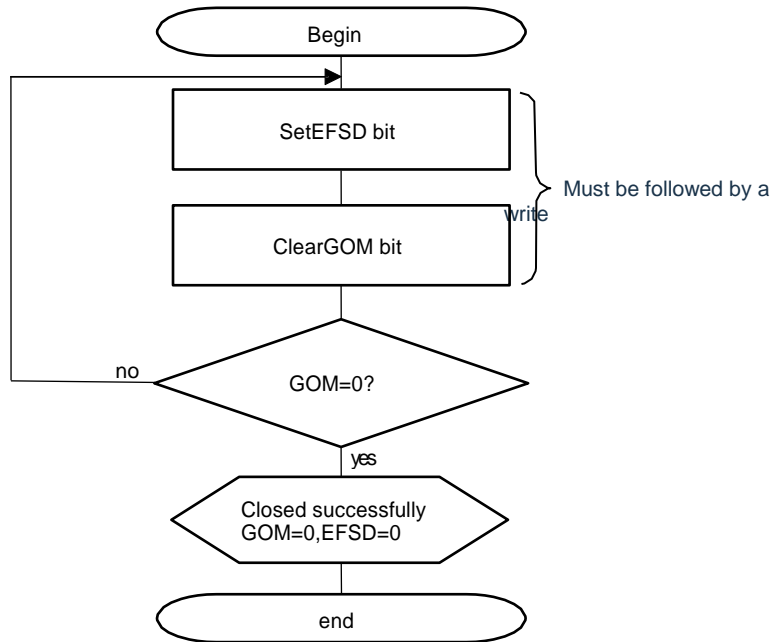 Begin
SetEFSD bit
Must be followed by a
write
ClearGOM bit
no
GOM=0?
yes
Closed successfully
GOM=0,EFSD=0
end